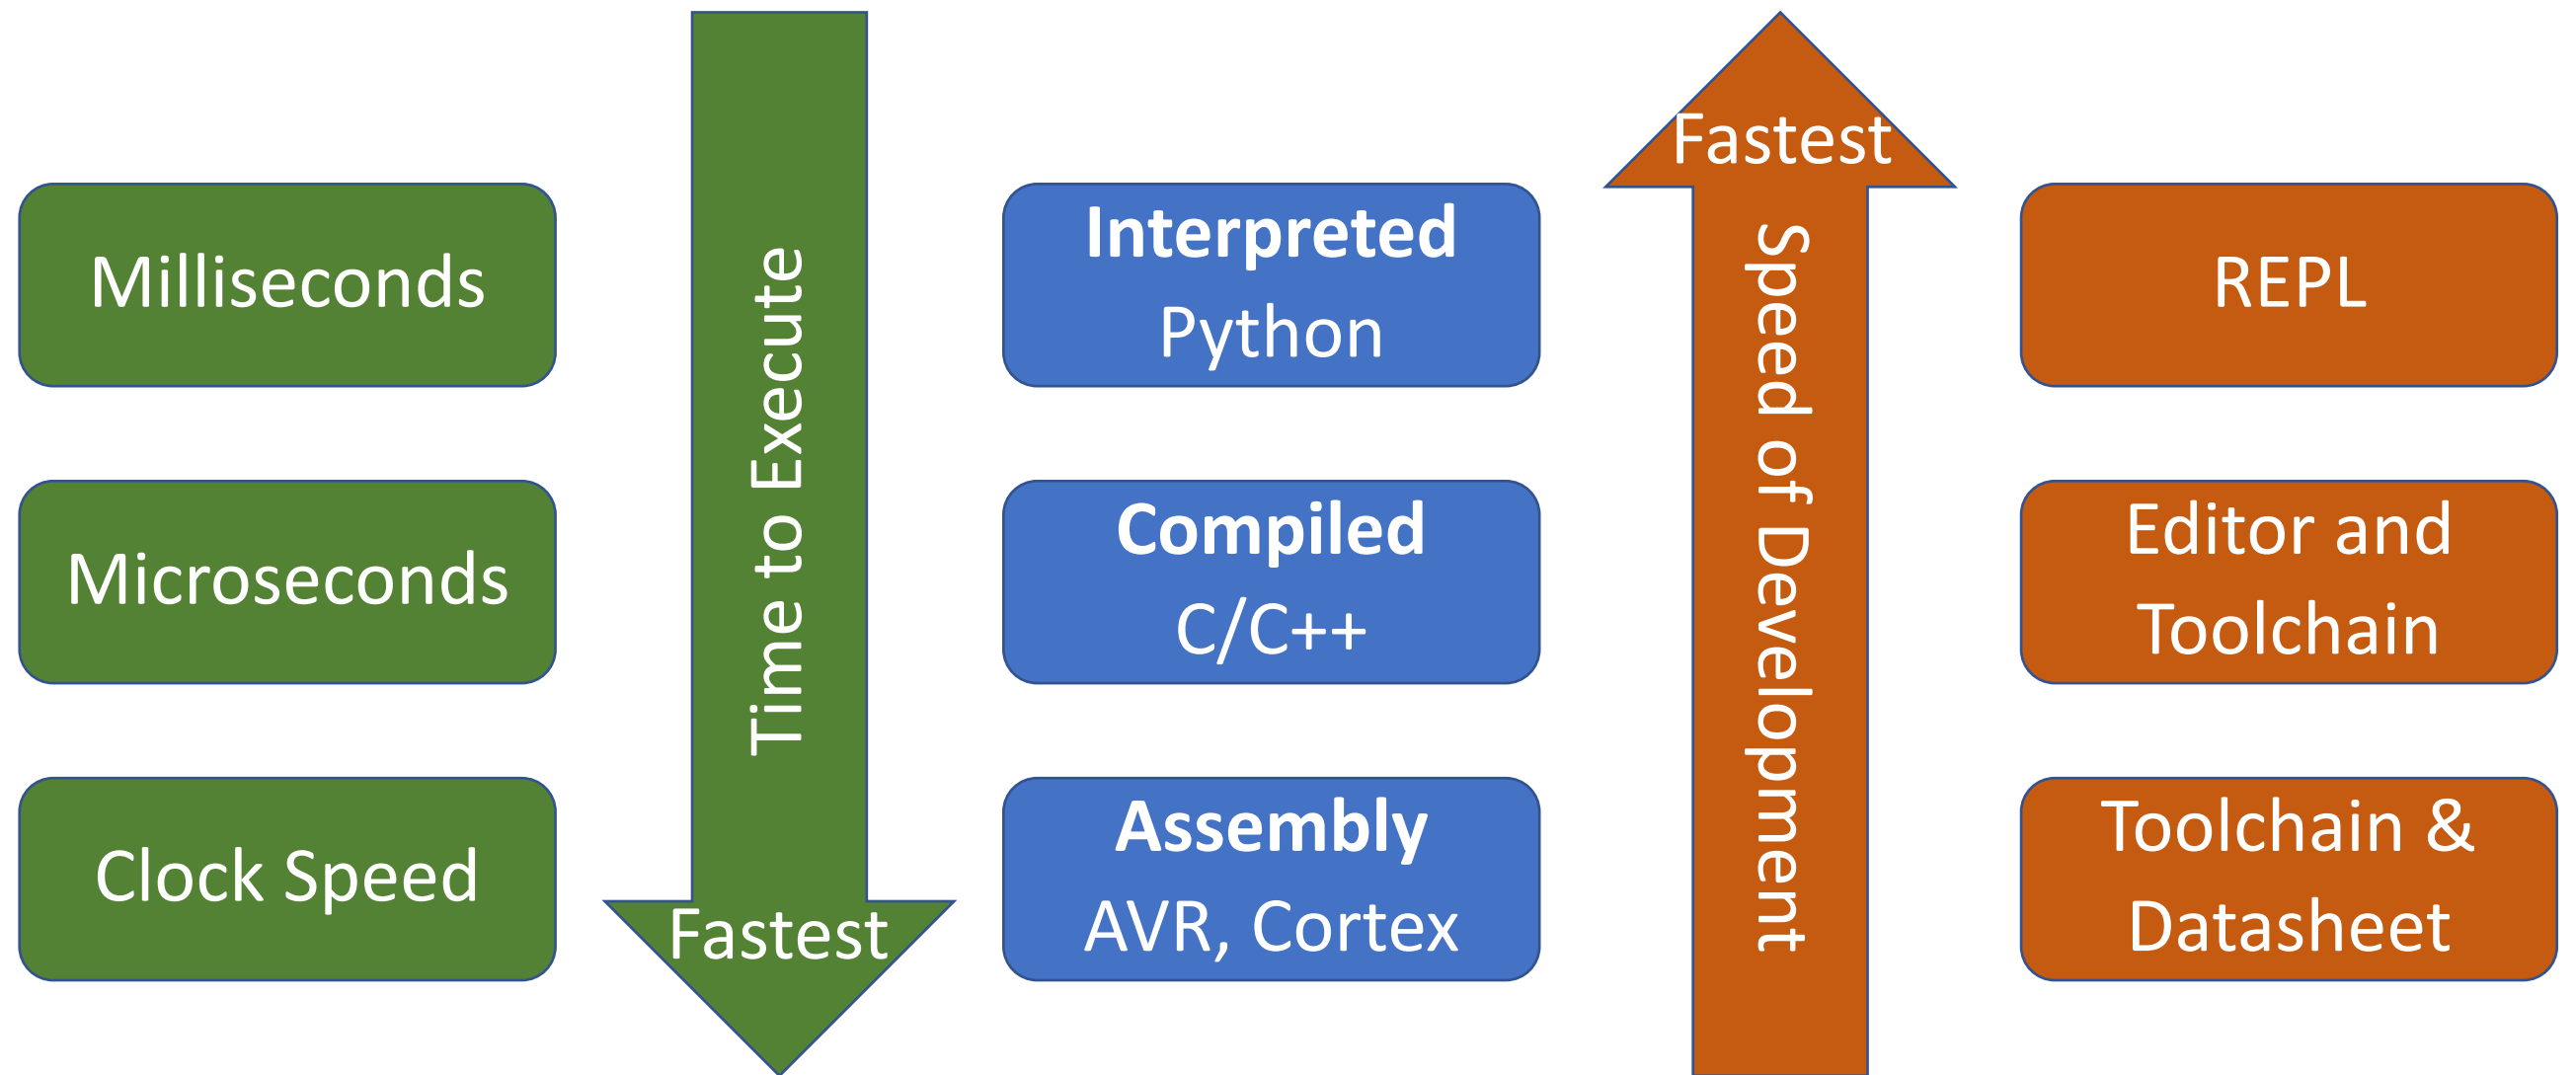 Milliseconds
Microseconds
Clock Speed
Time to Execute
Fastest
Interpreted
Python
Compiled
C/C++
Assembly
AVR, Cortex
Fastest
Speed of Development
REPL
Editor and
Toolchain
Toolchain &
Datasheet